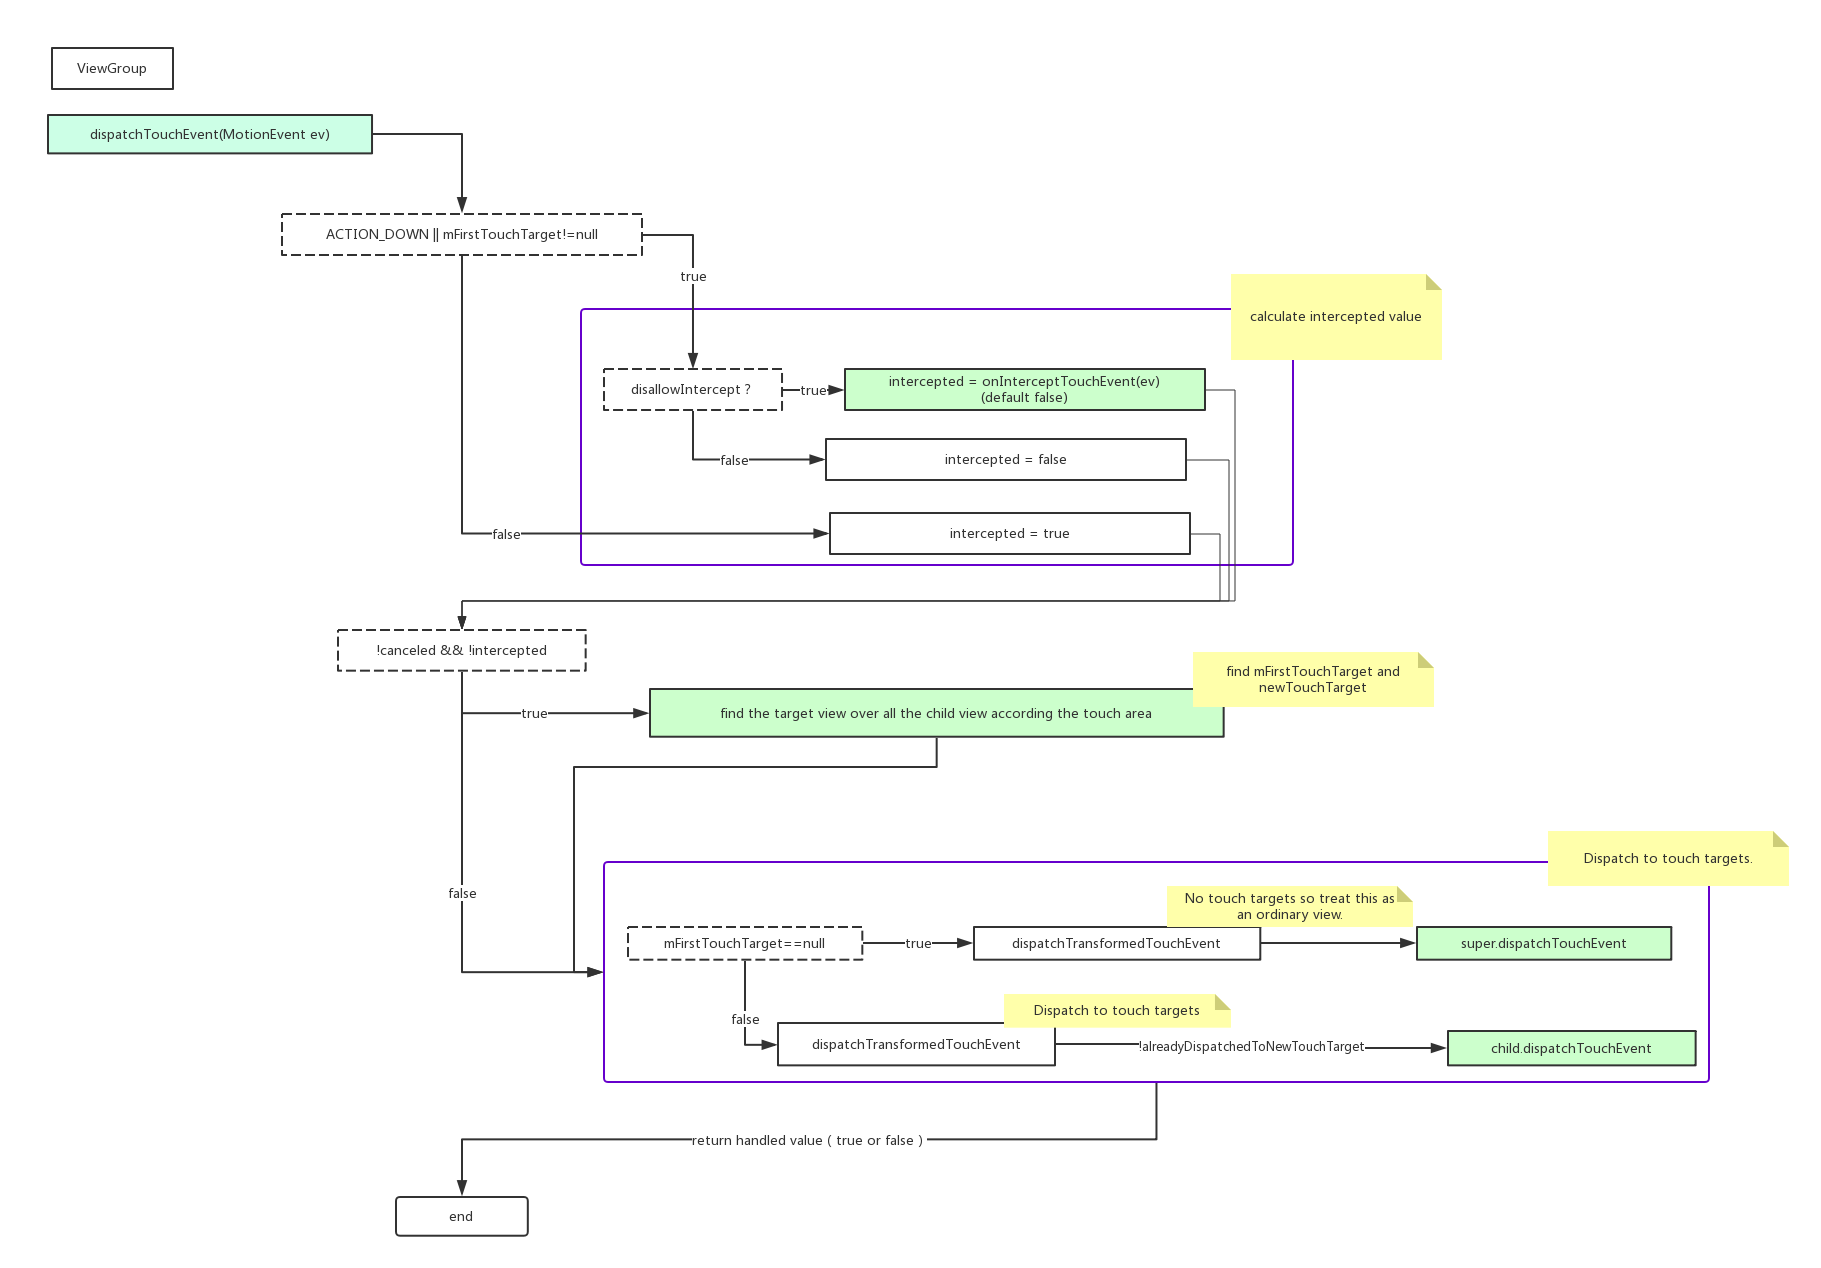 ViewGroup
dispatchTouchEvent(MotionEvent ev)
ACTION_DOWN || mFirstTouchTarget!=null
true
calculate intercepted value
disallowIntercept ?
true
intercepted = onInterceptTouchEvent(ev)
(default false)
false
intercepted = false
false
intercepted = true
!canceled && !intercepted
find mFirstTouchTarget and
newTouchTarget
true
find the target view over all the child view according the touch area
Dispatch to touch targets.
false
No touch targets so treat this as
an ordinary view.
mFirstTouchTarget==null
true
dispatchTransformedTouchEvent
super.dispatchTouchEvent
Dispatch to touch targets
false
dispatchTransformedTouchEvent
!alreadyDispatchedToNewTouchTarget
child.dispatchTouchEvent
return handled value ( true or false )
end